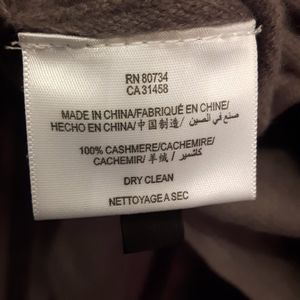 RN 80734
CA 31458
MADE IN CHINA/FABRIQUÉ EN CHINE/
HECHO EN CHINA/中国制造/صنع في الصين/
100% CASHMERE/CACHEMIRE/
CACHEMIR/羊绒/كاشمير
DRY CLEAN
NETTOYAGE A SEC